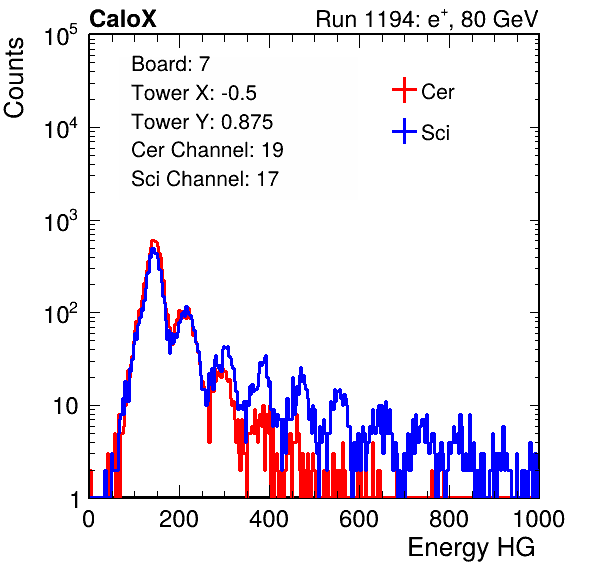 CaloX Run 1194: e⁺, 80 GeV
Board: 7
Tower X: -0.5
Tower Y: 0.875
Cer Channel: 19
Sci Channel: 17
Cer
Sci
Counts
10⁵
10⁴
10³
10²
10
1
0 200 400 600 800 1000
Energy HG